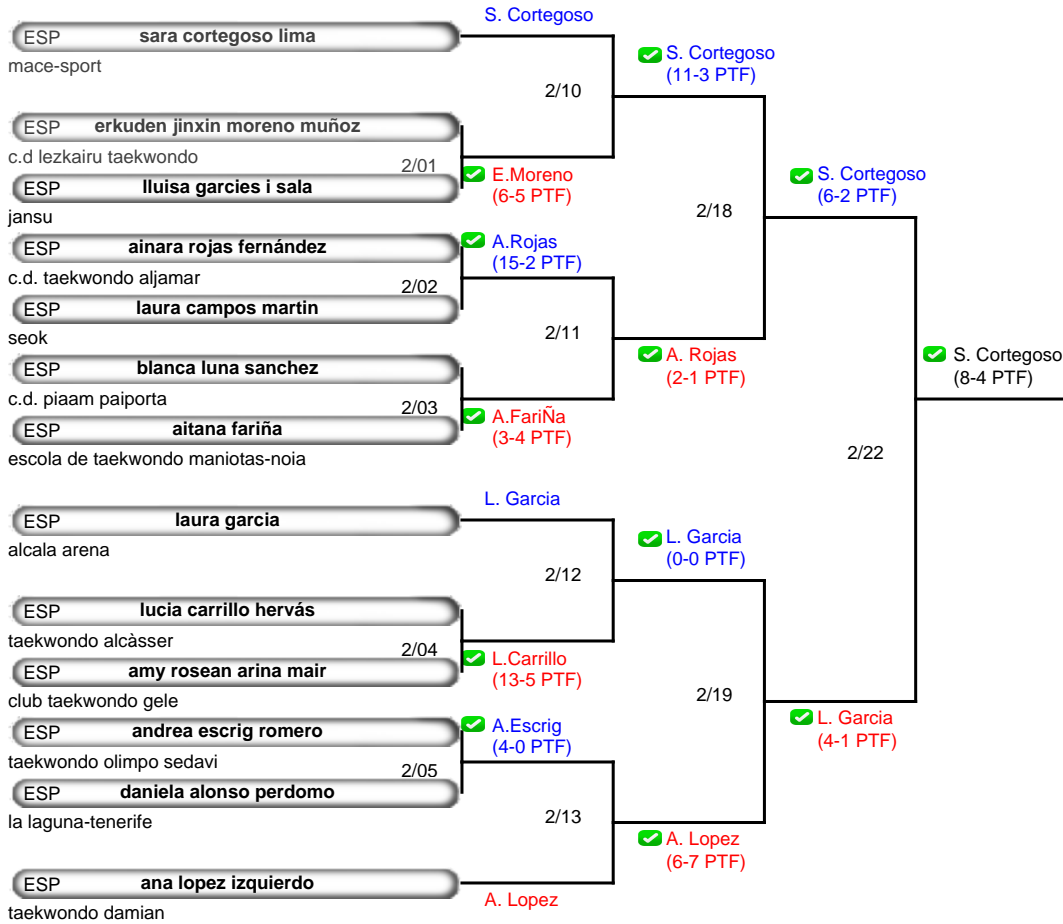 S. Cortegoso
ESP sara cortegoso lima
mace-sport
2/10
S. Cortegoso
(11-3 PTF)
ESP erkuden jinxin moreno muñoz
c.d lezkairu taekwondo
2/01
ESP lluisa garcies i sala
jansu
E.Moreno
(6-5 PTF)
2/18
S. Cortegoso
(6-2 PTF)
ESP ainara rojas fernández
c.d. taekwondo aljamar
A.Rojas
(15-2 PTF)
2/02
ESP laura campos martin
seok
2/11
A. Rojas
(2-1 PTF)
ESP blanca luna sanchez
c.d. piaam paiporta
2/03
ESP aitana fariña
escola de taekwondo maniotas-noia
A.FariÑa
(3-4 PTF)
S. Cortegoso
(8-4 PTF)
2/22
L. Garcia
ESP laura garcia
alcala arena
2/12
L. Garcia
(0-0 PTF)
ESP lucia carrillo hervás
taekwondo alcàsser
2/04
ESP amy rosean arina mair
club taekwondo gele
L.Carrillo
(13-5 PTF)
2/19
L. Garcia
(4-1 PTF)
ESP andrea escrig romero
taekwondo olimpo sedavi
A.Escrig
(4-0 PTF)
2/05
ESP daniela alonso perdomo
la laguna-tenerife
2/13
A. Lopez
(6-7 PTF)
ESP ana lopez izquierdo
taekwondo damian
A. Lopez